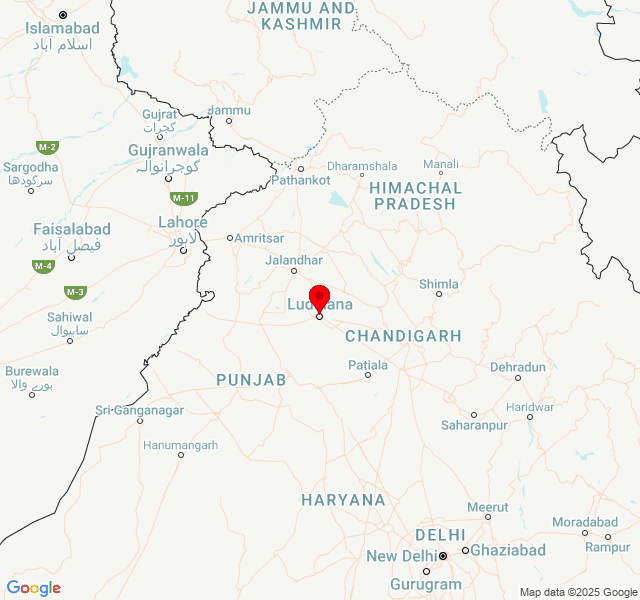 JAMMU AND
KASHMIR
Islamabad
اسلام آباد
Gujrat
گجرات
Jammu
M-2
Gujranwala
گوجرانوالہ
Sargodha
سرگودھا
Pathankot
Dharamshala
Manali
HIMACHAL
PRADESH
M-11
Lahore
لاہور
Faisalabad
فیصل آباد
Amritsar
M-4
Jalandhar
M-3
Shimla
Ludhiana
Sahiwal
ساہیوال
CHANDIGARH
Burewala
بورے والا
PUNJAB
Patiala
Dehradun
Sri Ganganagar
Haridwar
Saharanpur
Hanumangarh
HARYANA
Meerut
DELHI
Moradabad
New Delhi
Ghaziabad
Rampur
Gurugram
Google
Map data ©2025 Google